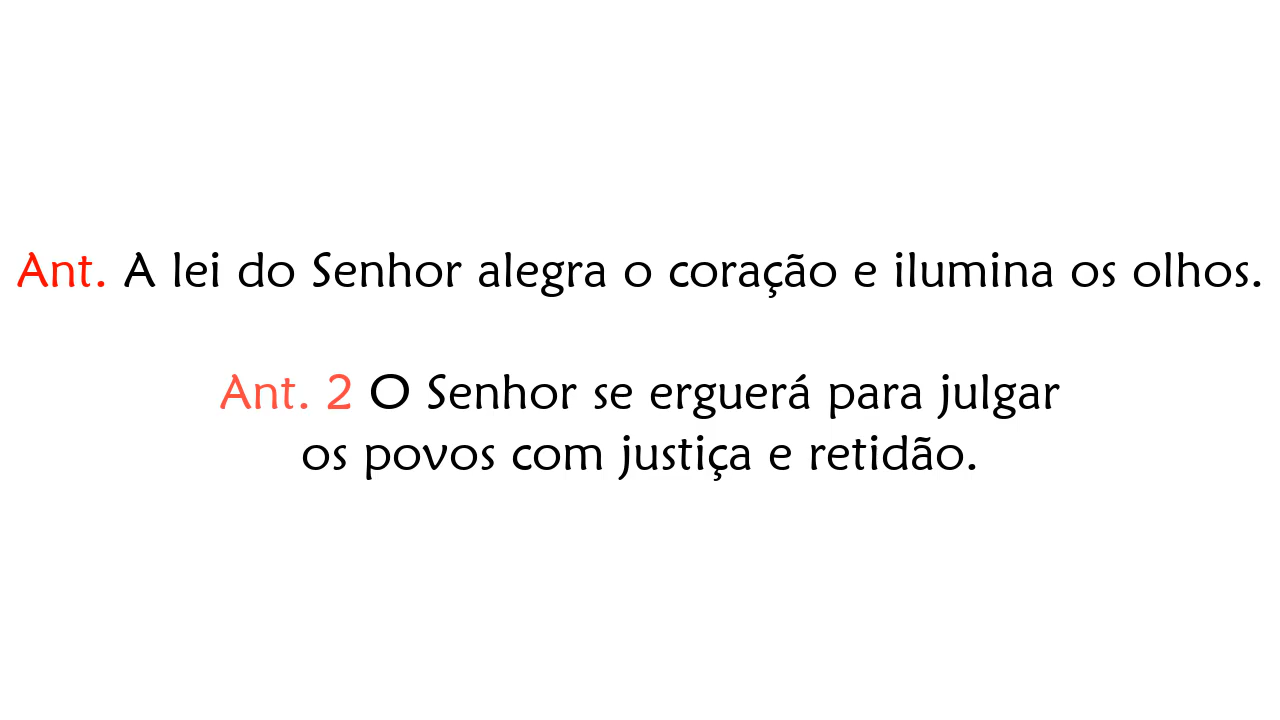 Ant. A lei do Senhor alegra o coração e ilumina os olhos.
Ant. 2 O Senhor se erguerá para julgar
os povos com justiça e retidão.